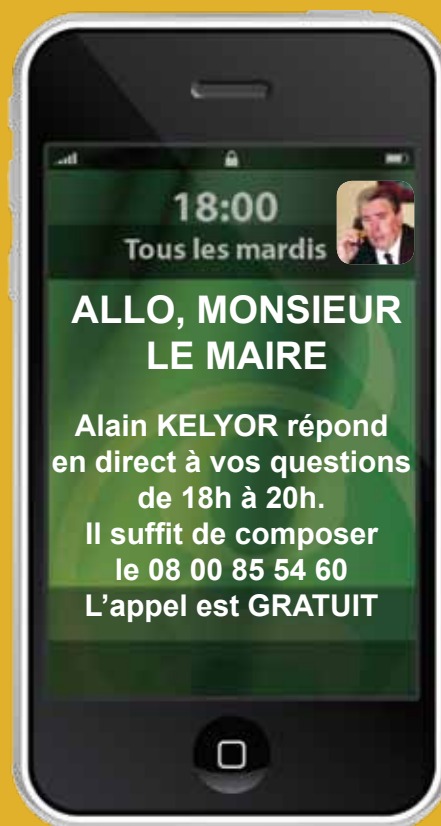 18:00
Tous les mardis
ALLO, MONSIEUR
LE MAIRE
Alain KELYOR répond
en direct à vos questions
de 18h à 20h.
Il suffit de composer
le 08 00 85 54 60
L’appel est GRATUIT